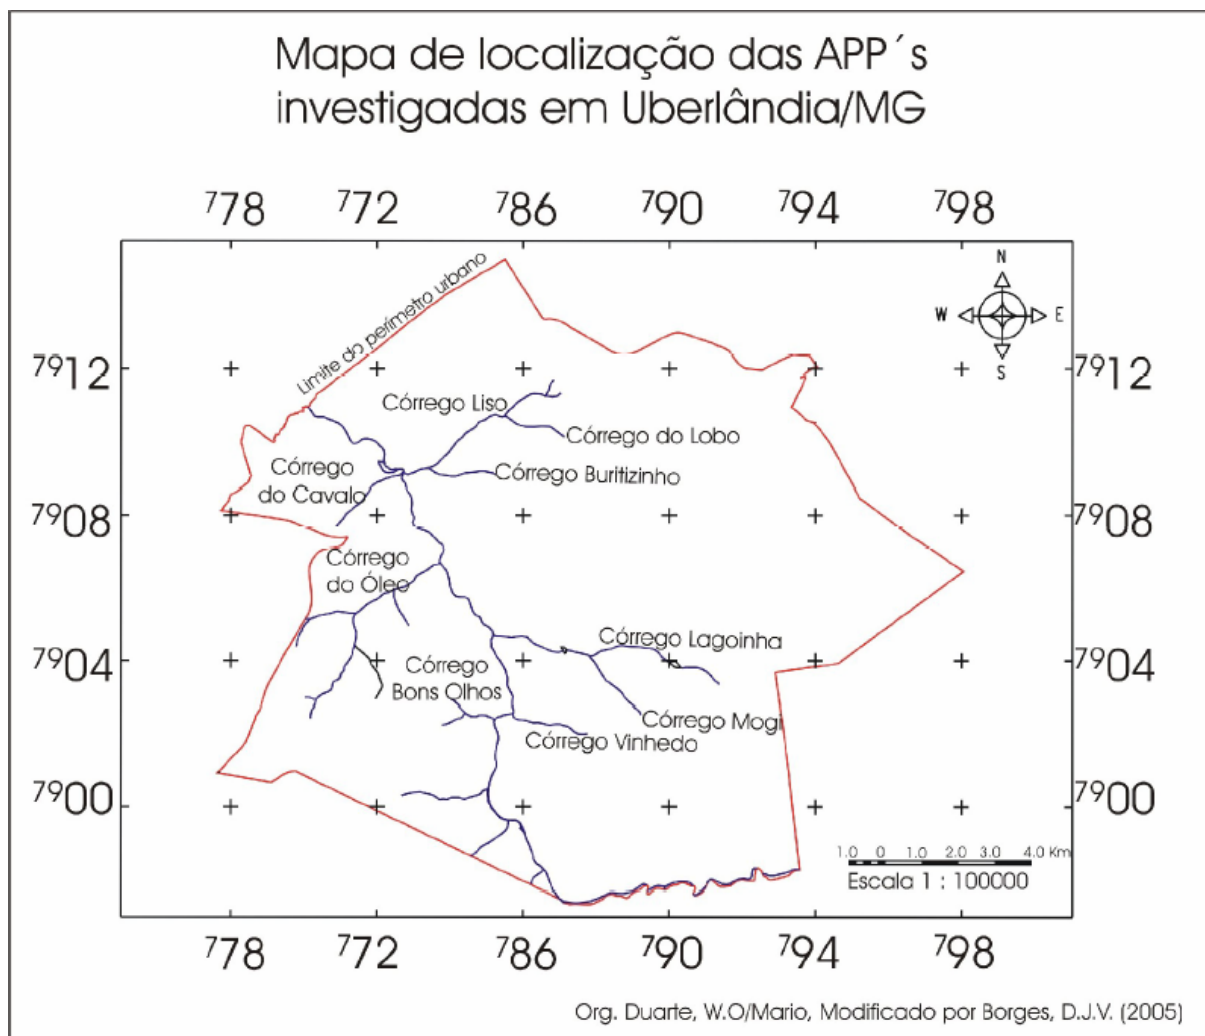 Mapa de localização das APP´s
investigadas em Uberlândia/MG
778 772 786 790 794 798
N
W E
S
Limite do perímetro urbano
7912 7912
Córrego Liso
Córrego do Lobo
Córrego
do Cavalo
Córrego Buritizinho
7908 7908
Córrego
do Óleo
Córrego Lagoinha
7904 7904
Córrego
Bons Olhos
Córrego Mogi
Córrego Vinhedo
7900 7900
1.0 0 1.0 2.0 3.0 4.0 Km
Escala 1 : 100000
778 772 786 790 794 798
Org. Duarte, W.O/Mario, Modificado por Borges, D.J.V. (2005)